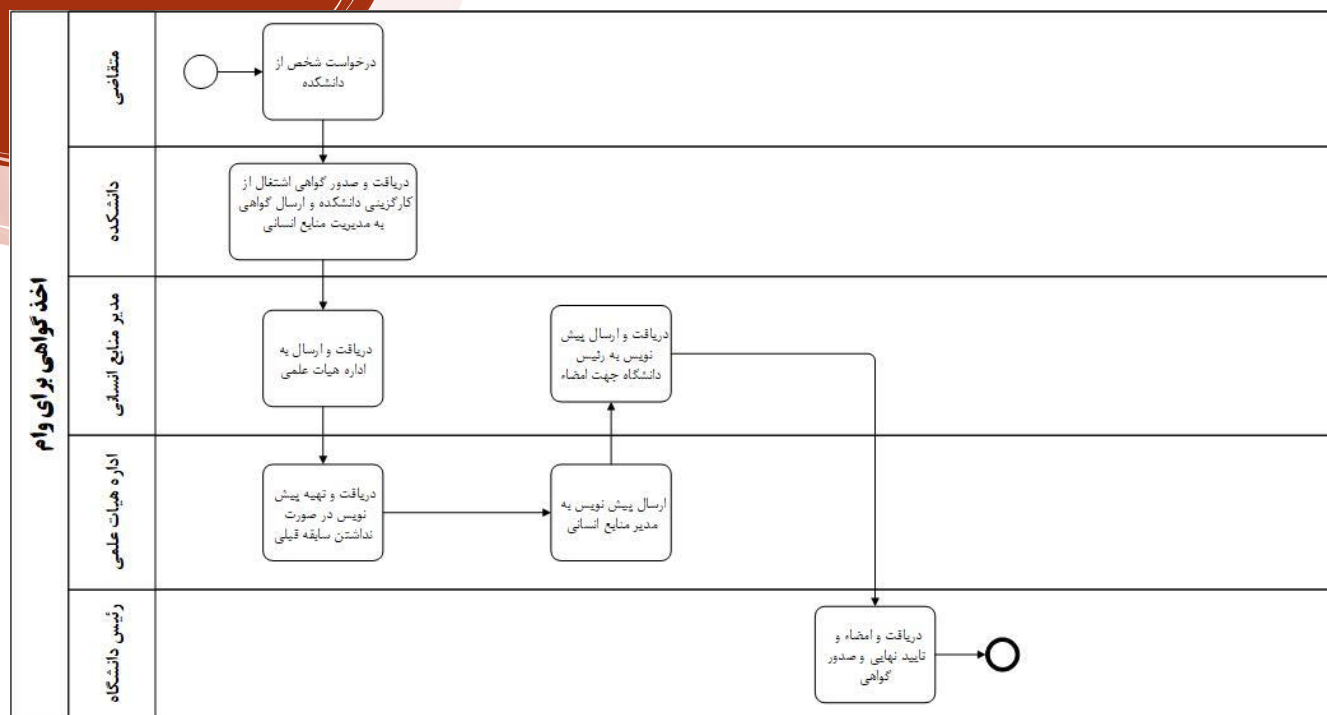 اخذ گواهی برای وام
متقاضی
درخواست شخص از
دانشکده
دانشکده
دریافت و صدور گواهی اشتغال از
کارگزینی دانشکده و ارسال گواهی
به مدیریت منابع انسانی
مدیر منابع انسانی
دریافت و ارسال به
اداره هیات علمی
دریافت و ارسال پیش
نویس به رئیس
دانشگاه جهت امضاء
اداره هیات علمی
دریافت و تهیه پیش
نویس در صورت
نداشتن سابقه قبلی
ارسال پیش نویس به
مدیر منابع انسانی
رئیس دانشگاه
دریافت و امضاء و
تایید نهایی و صدور
گواهی